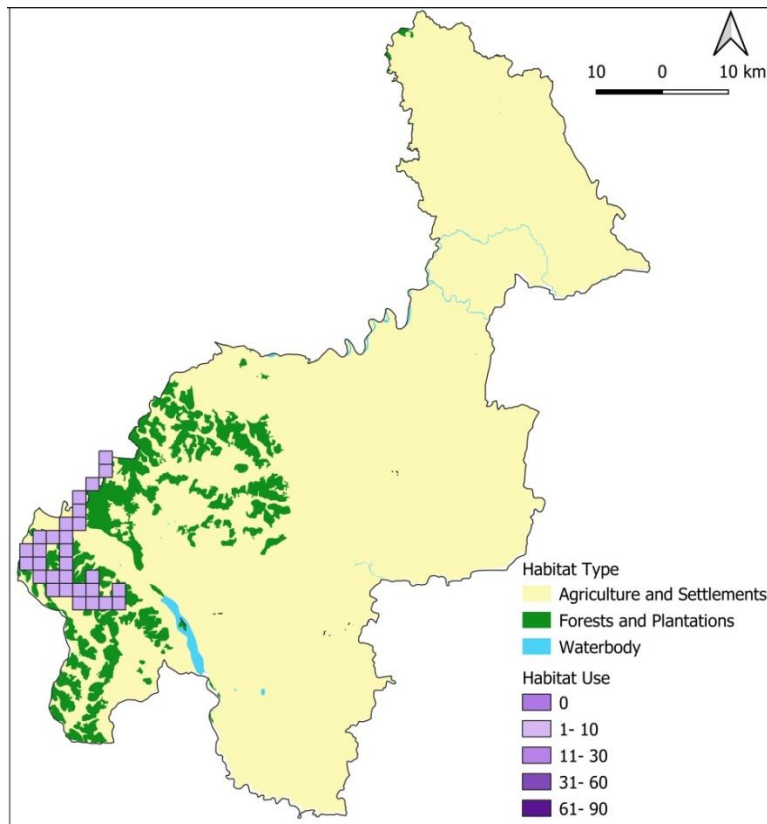 10 0 10 km
Habitat Type
Agriculture and Settlements
Forests and Plantations
Waterbody
Habitat Use
0
1- 10
11- 30
31- 60
61- 90